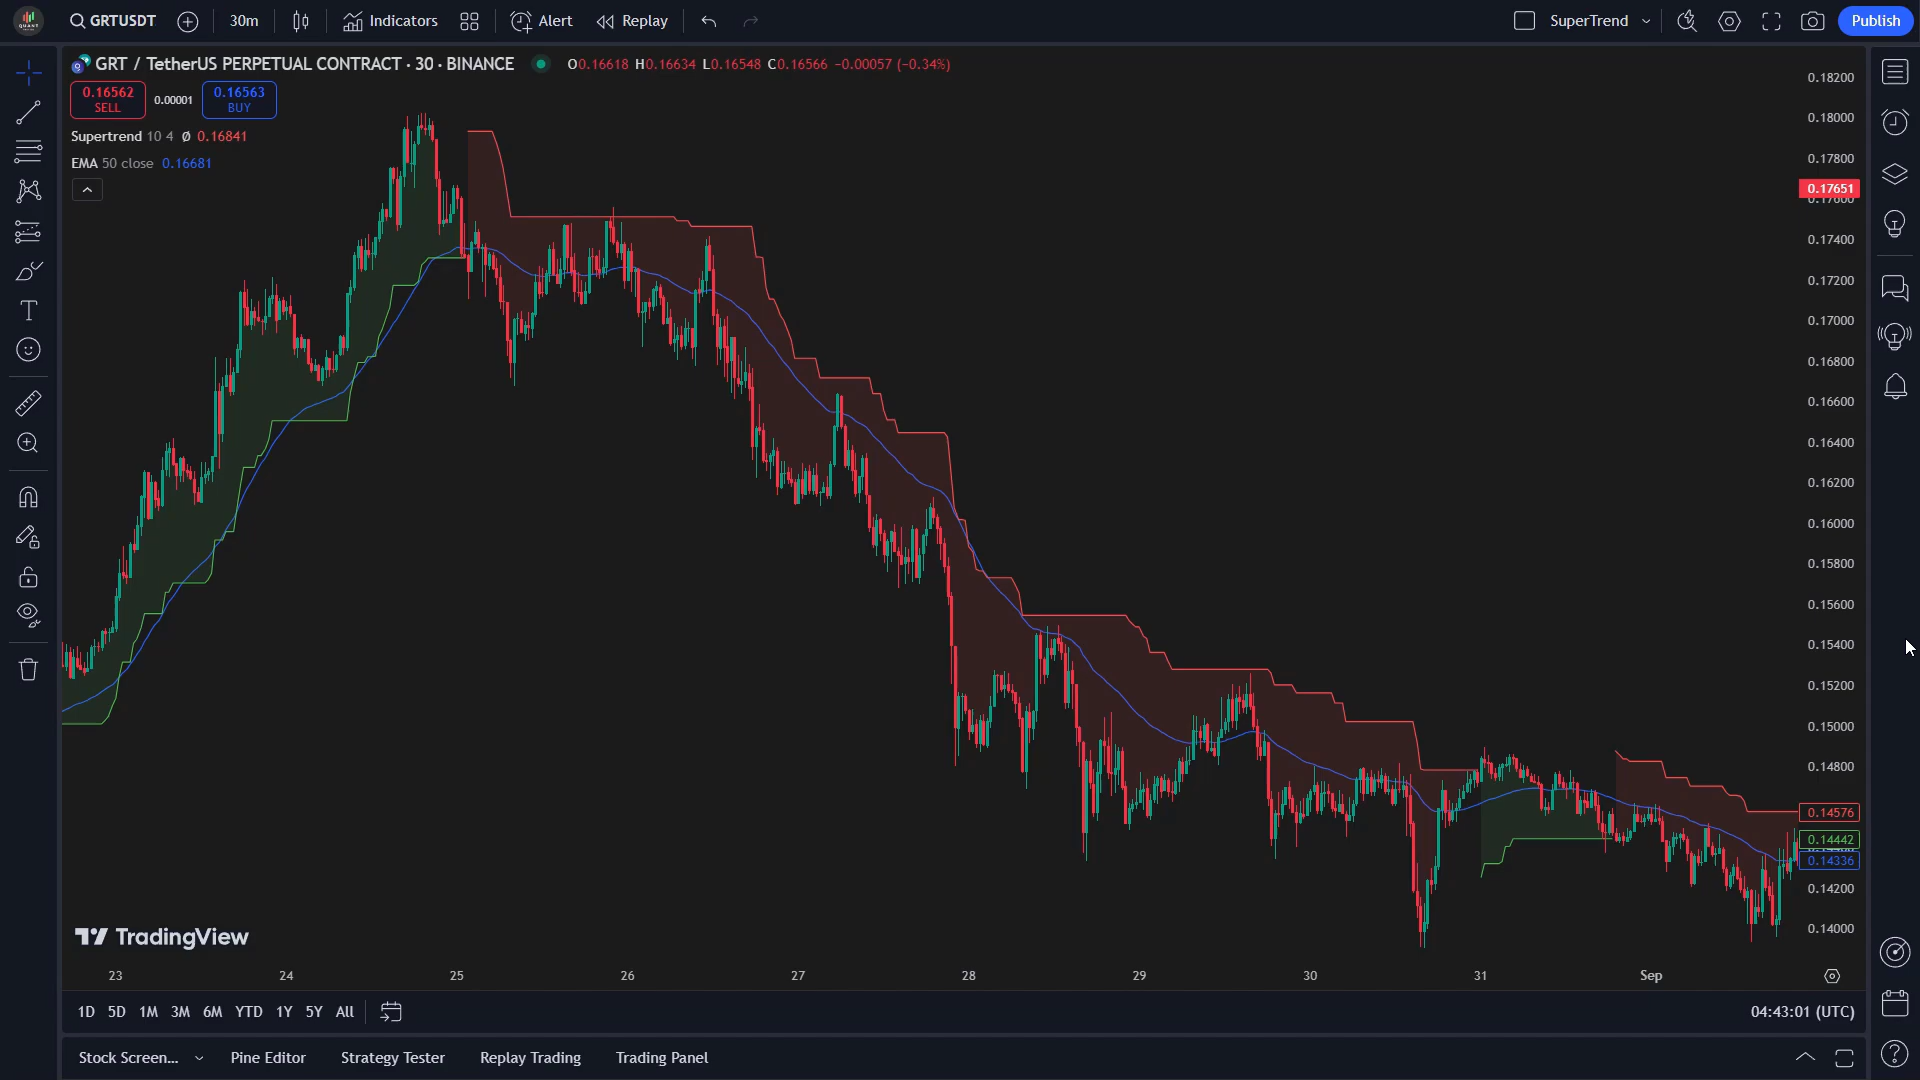 QUANT
GRTUSDT
30m
Indicators
Alert
Replay
SuperTrend
Publish
GRT / TetherUS PERPETUAL CONTRACT · 30 · BINANCE
O0.16618 H0.16634 L0.16548 C0.16566 −0.00057 (−0.34%)
0.16562
SELL
0.00001
0.16563
BUY
Supertrend 10 4 Ø 0.16841
EMA 50 close 0.16681
0.18200
0.18000
0.17800
0.17651
0.17600
0.17400
0.17200
0.17000
0.16800
0.16600
0.16400
0.16200
0.16000
0.15800
0.15600
0.15400
0.15200
0.15000
0.14800
0.14576
0.14442
0.14336
0.14200
0.14000
TradingView
23 24 25 26 27 28 29 30 31 Sep
1D 5D 1M 3M 6M YTD 1Y 5Y All
04:43:01 (UTC)
Stock Screen... Pine Editor Strategy Tester Replay Trading Trading Panel